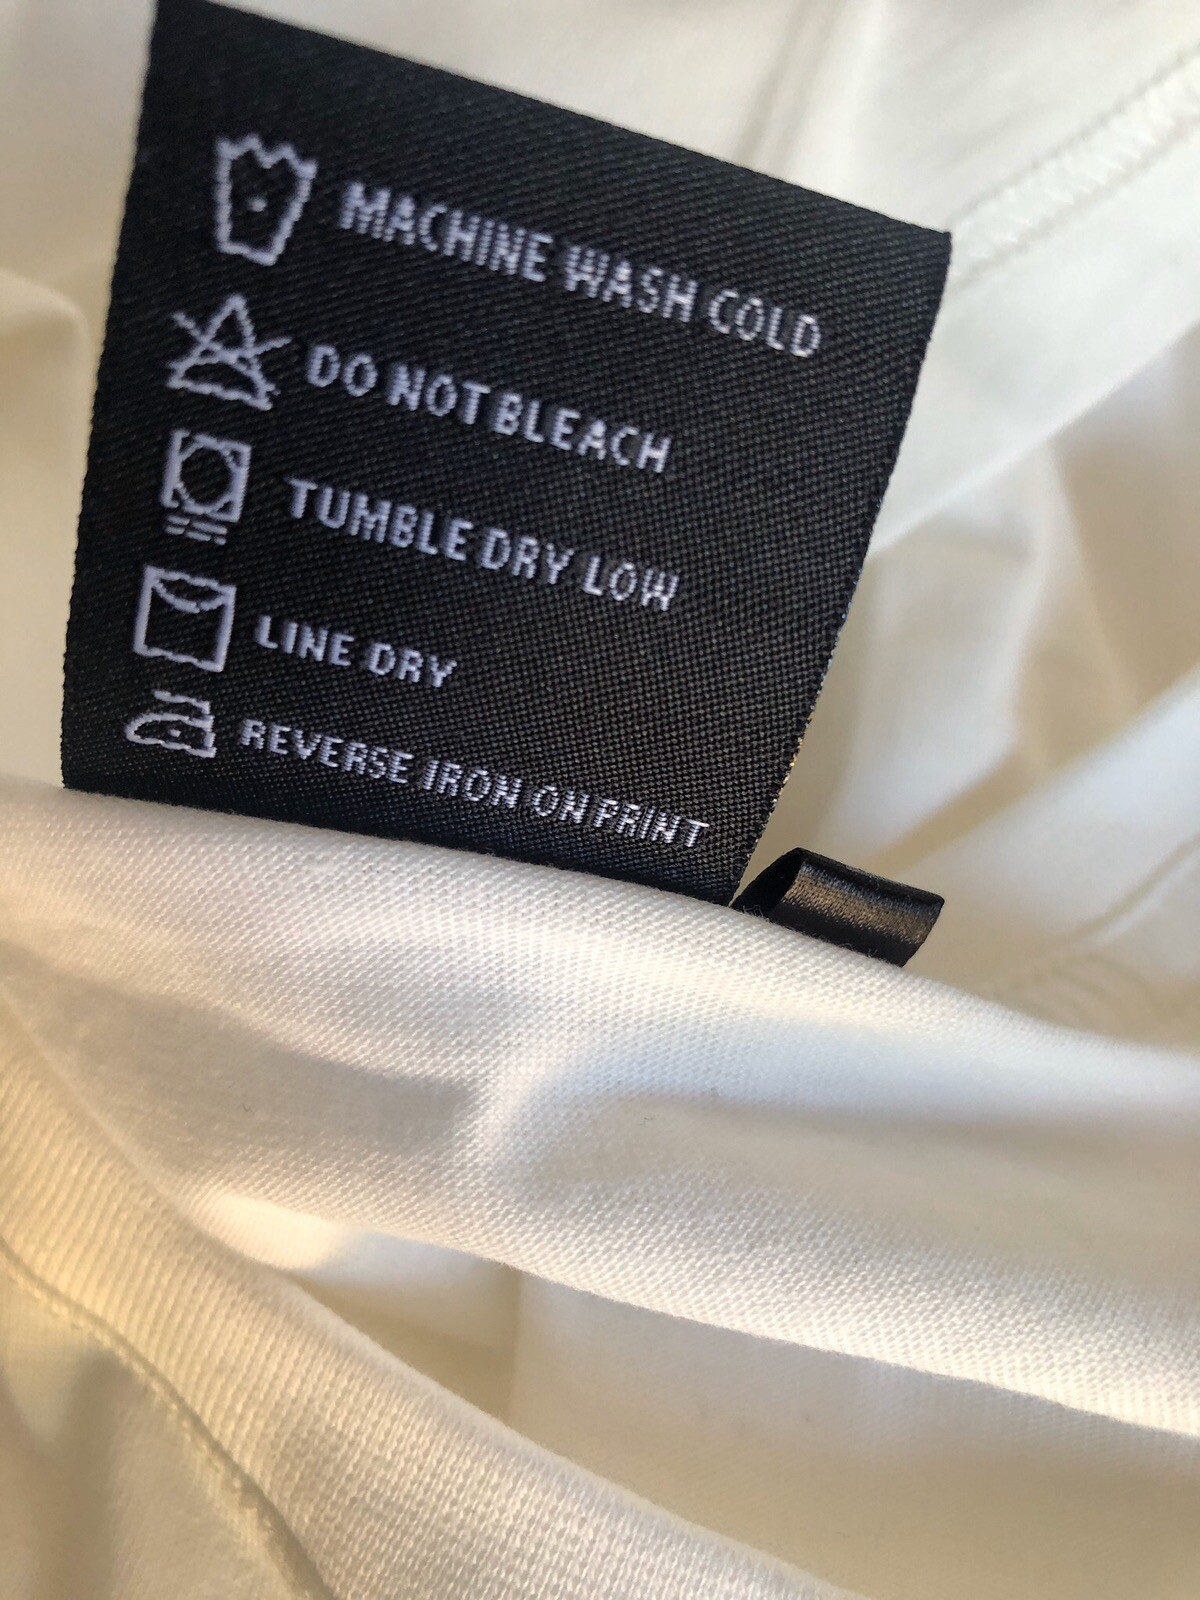 MACHINE WASH COLD
DO NOT BLEACH
TUMBLE DRY LOW
LINE DRY
REVERSE IRON ON PRINT